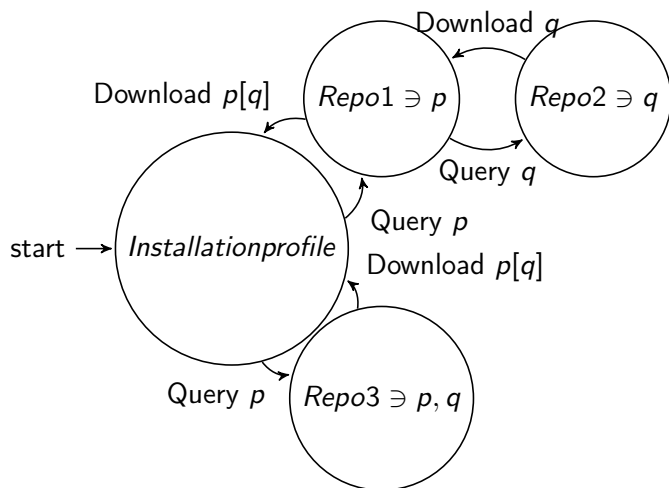 Download q
Repo1 ∋ p
Repo2 ∋ q
Download p[q]
Query q
Query p
start
Installationprofile
Download p[q]
Query p
Repo3 ∋ p, q